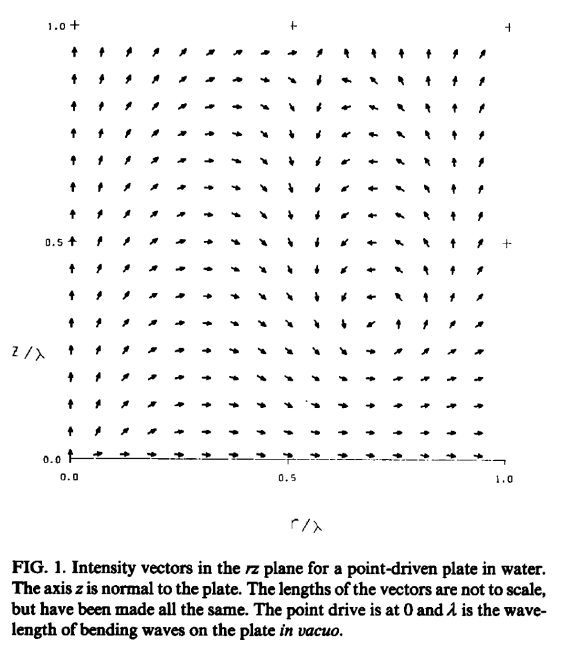 1.0
0.5
z/λ
0.0
0.0 0.5 1.0
r/λ
FIG. 1. Intensity vectors in the rz plane for a point-driven plate in water.
The axis z is normal to the plate. The lengths of the vectors are not to scale,
but have been made all the same. The point drive is at 0 and λ is the wave-
length of bending waves on the plate in vacuo.